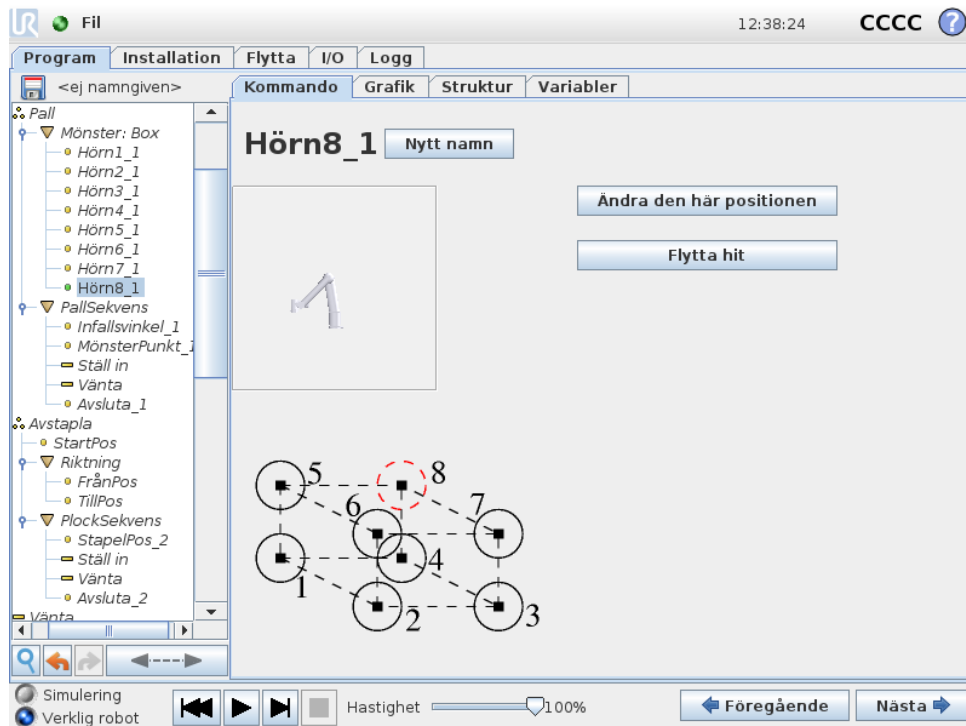 UR Fil 12:38:24 CCCC ?
Program Installation Flytta I/O Logg
<ej namngiven>
Kommando Grafik Struktur Variabler
Pall
Mönster: Box
Hörn1_1
Hörn2_1
Hörn3_1
Hörn4_1
Hörn5_1
Hörn6_1
Hörn7_1
Hörn8_1
PallSekvens
Infallsvinkel_1
MönsterPunkt_1
Ställ in
Vänta
Avsluta_1
Avstapla
StartPos
Riktning
FrånPos
TillPos
PlockSekvens
StapelPos_2
Ställ in
Vänta
Avsluta_2
Vänta
Hörn8_1 Nytt namn
Ändra den här positionen
Flytta hit
5 8
6 7
4
1
2 3
Simulering
Verklig robot
Hastighet 100%
Föregående Nästa